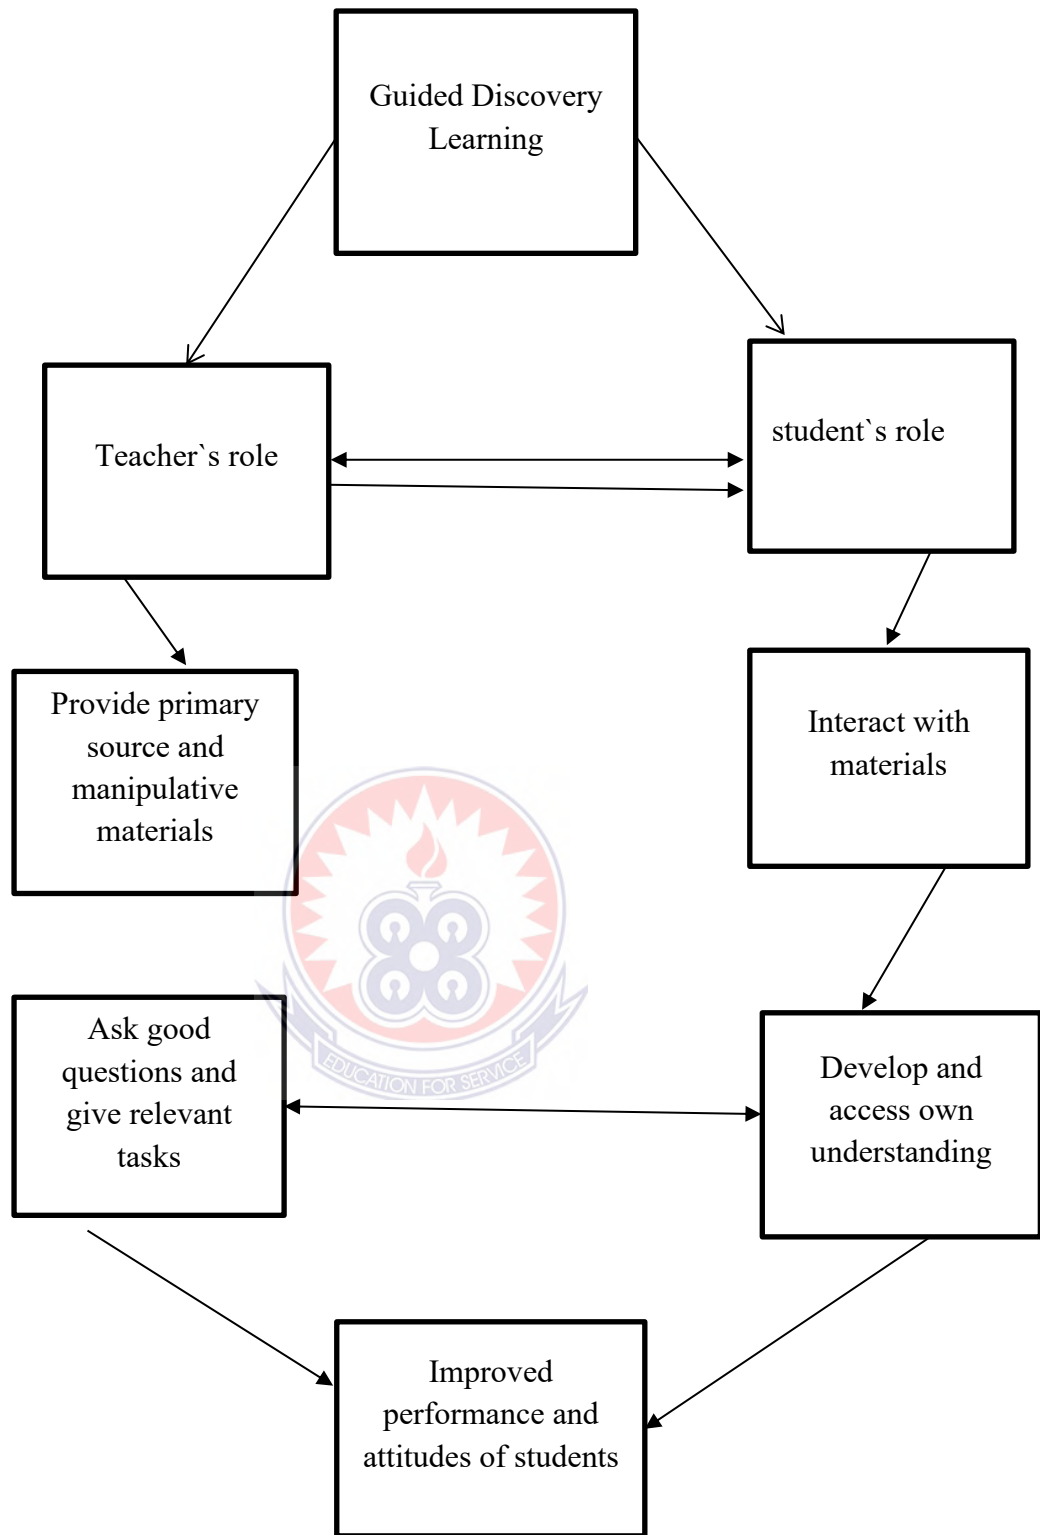 Guided Discovery
Learning
Teacher`s role
student`s role
Provide primary
source and
manipulative
materials
Interact with
materials
Ask good
questions and
give relevant
tasks
Develop and
access own
understanding
EDUCATION FOR SERVICE
Improved
performance and
attitudes of students